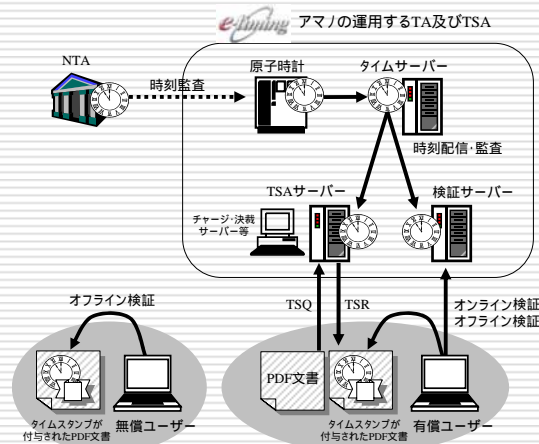 e-timing アマノの運用するTA及びTSA
NTA
時刻監査
原子時計
タイムサーバー
時刻配信・監査
TSAサーバー
検証サーバー
チャージ・決裁
サーバー等
オフライン検証
TSQ
TSR
オンライン検証
オフライン検証
PDF文書
タイムスタンプが
付与されたPDF文書
無償ユーザー
タイムスタンプが
付与されたPDF文書
有償ユーザー